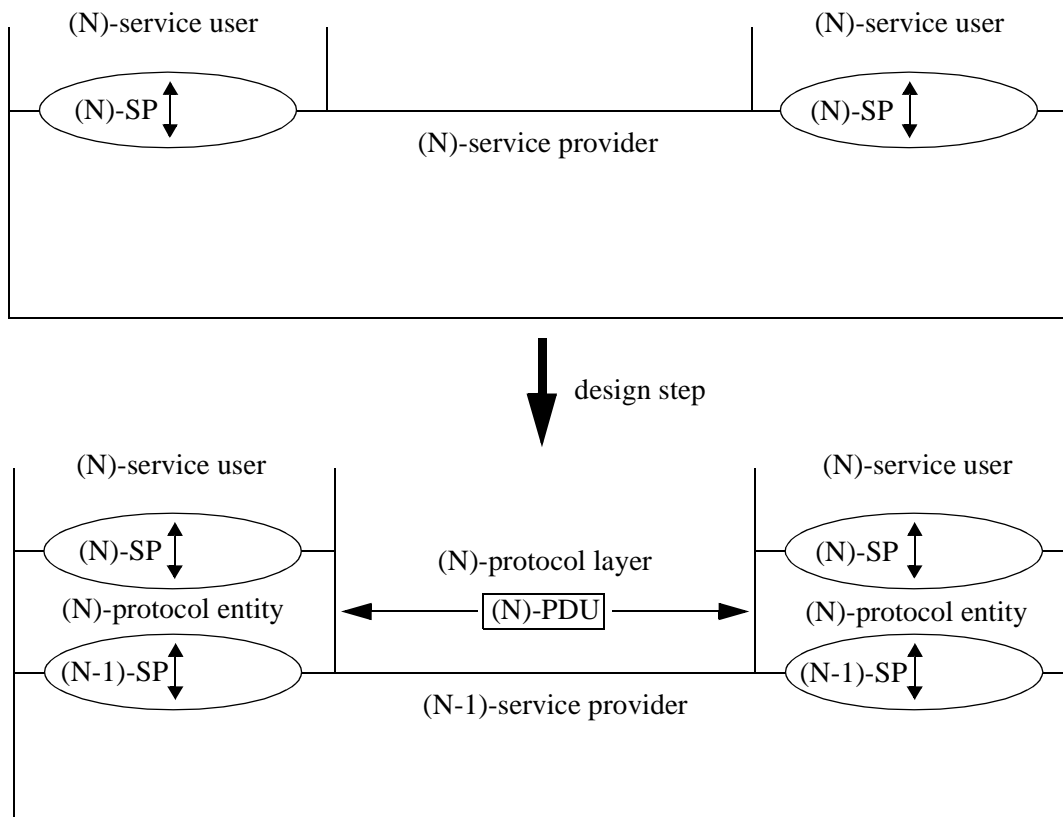 (N)-service user
(N)-service user
(N)-SP
(N)-SP
(N)-service provider
design step
(N)-service user
(N)-service user
(N)-SP
(N)-SP
(N)-protocol layer
(N)-protocol entity
(N)-PDU
(N)-protocol entity
(N-1)-SP
(N-1)-SP
(N-1)-service provider